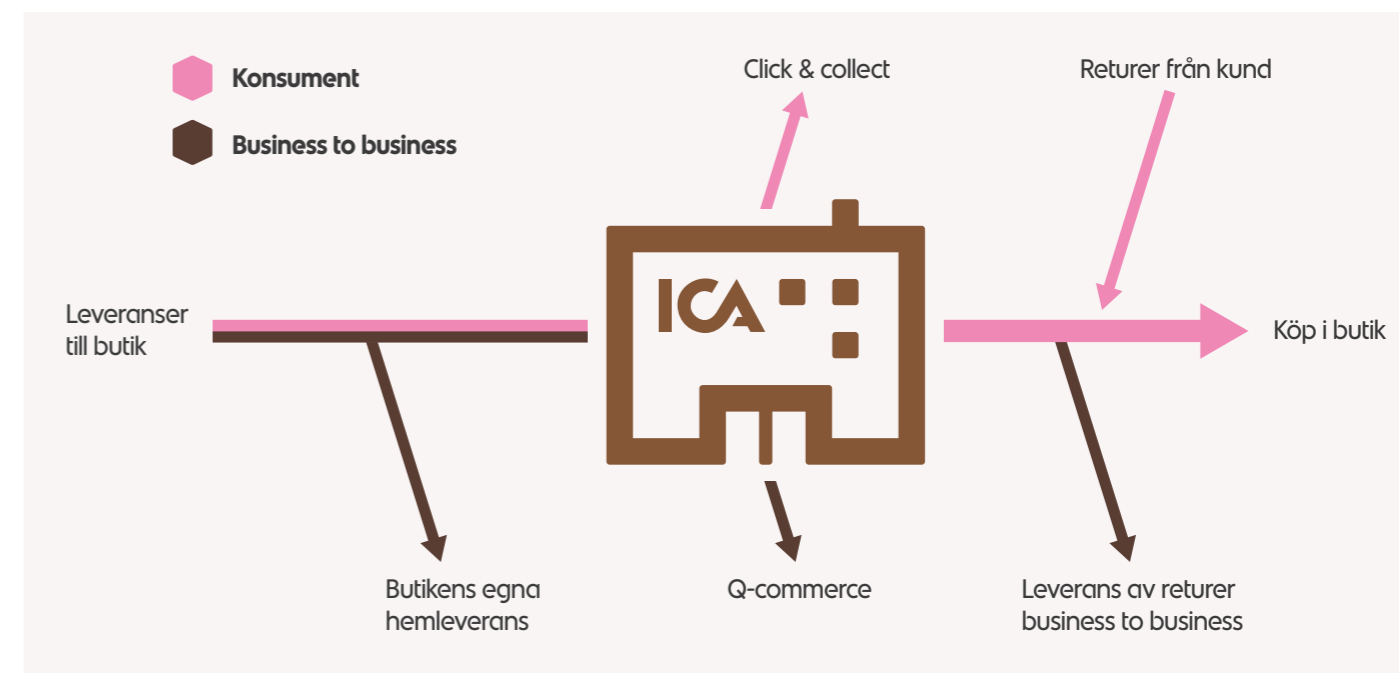 Konsument
Business to business
Click & collect
Returer från kund
ICA
Leveranser
till butik
Köp i butik
Butikens egna
hemleverans
Q-commerce
Leverans av returer
business to business